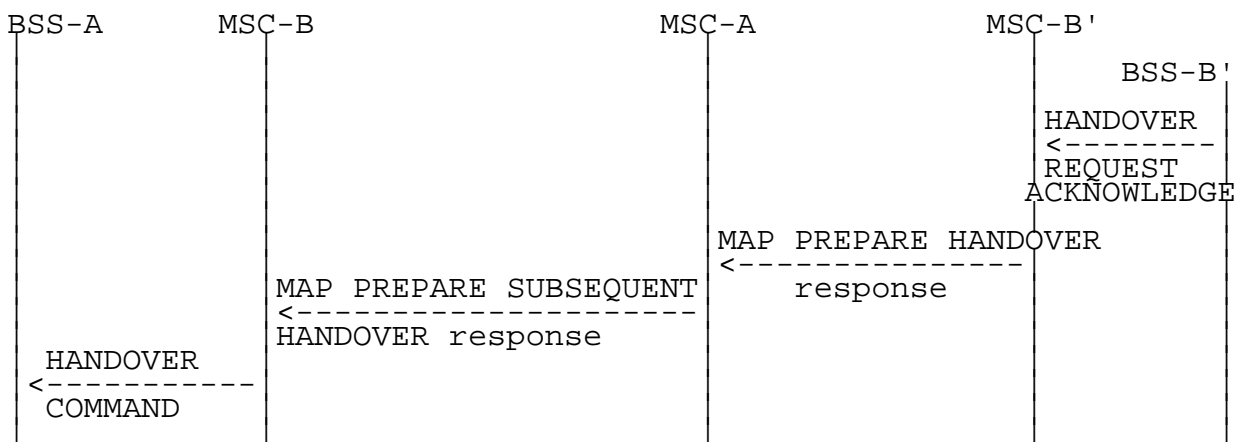 BSS-A MSC-B MSC-A MSC-B'
BSS-B'
HANDOVER
REQUEST
ACKNOWLEDGE
MAP PREPARE HANDOVER
response
MAP PREPARE SUBSEQUENT
HANDOVER response
HANDOVER
COMMAND